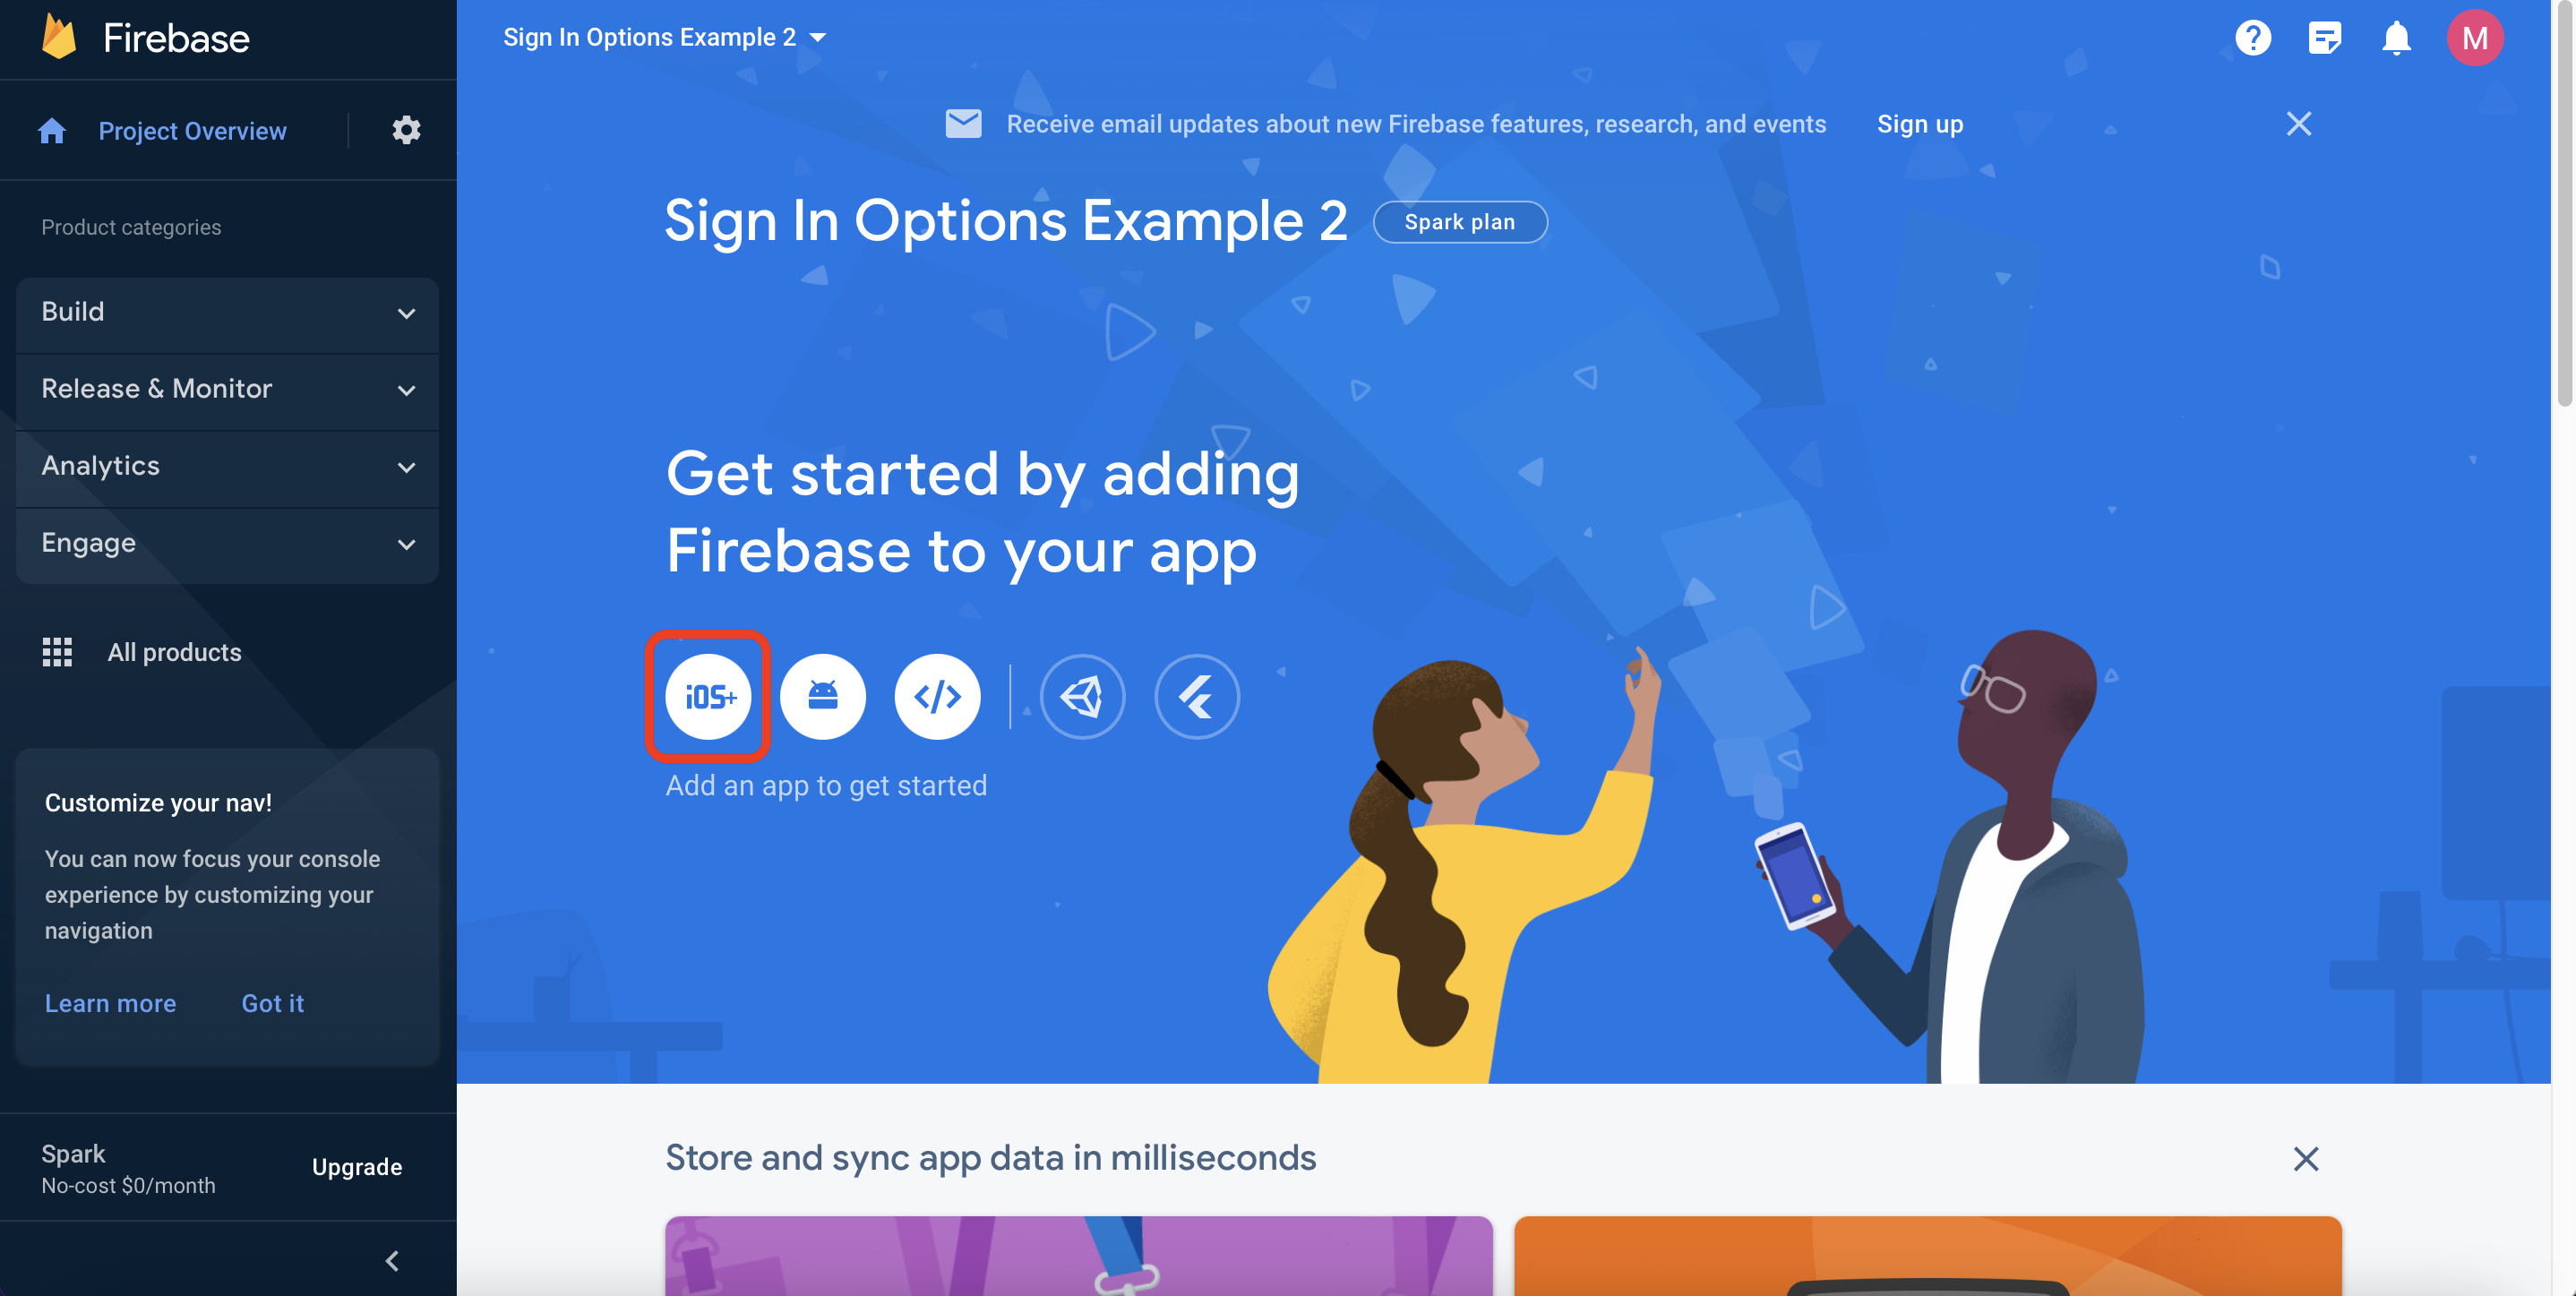 Firebase
Sign In Options Example 2
M
Project Overview
Receive email updates about new Firebase features, research, and events
Sign up
Product categories
Sign In Options Example 2
Spark plan
Build
Release & Monitor
Analytics
Engage
Get started by adding
Firebase to your app
All products
iOS+
Add an app to get started
Customize your nav!
You can now focus your console
experience by customizing your
navigation
Learn more
Got it
Spark
No-cost $0/month
Upgrade
Store and sync app data in milliseconds